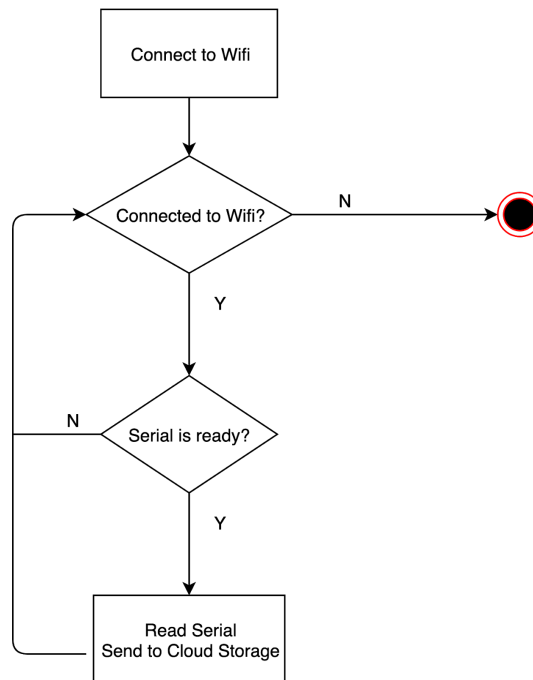 Connect to Wifi
Connected to Wifi?
N
Y
N
Serial is ready?
Y
Read Serial
Send to Cloud Storage